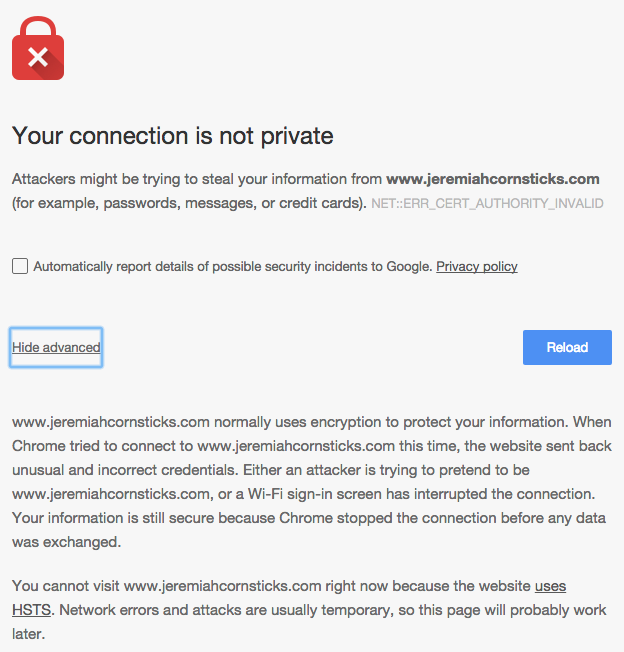 Your connection is not private
Attackers might be trying to steal your information from www.jeremiahcornsticks.com
(for example, passwords, messages, or credit cards). NET::ERR_CERT_AUTHORITY_INVALID
Automatically report details of possible security incidents to Google. Privacy policy
Hide advanced
Reload
www.jeremiahcornsticks.com normally uses encryption to protect your information. When
Chrome tried to connect to www.jeremiahcornsticks.com this time, the website sent back
unusual and incorrect credentials. Either an attacker is trying to pretend to be
www.jeremiahcornsticks.com, or a Wi-Fi sign-in screen has interrupted the connection.
Your information is still secure because Chrome stopped the connection before any data
was exchanged.
You cannot visit www.jeremiahcornsticks.com right now because the website uses
HSTS. Network errors and attacks are usually temporary, so this page will probably work
later.